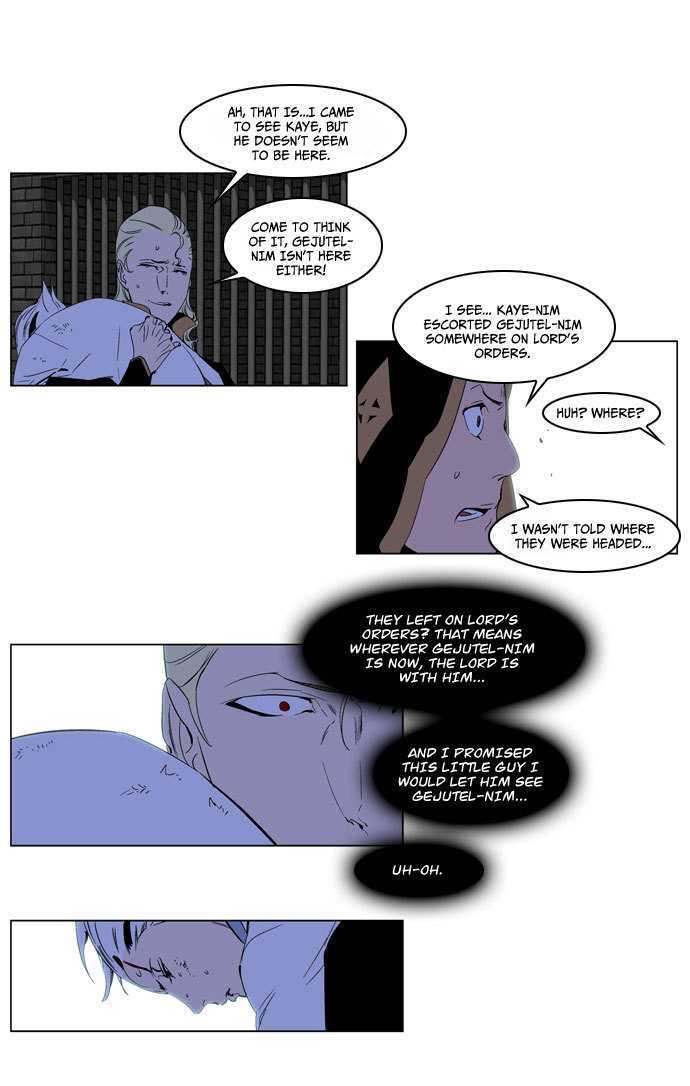 AH, THAT IS...I CAME
TO SEE KAYE, BUT
HE DOESN'T SEEM
TO BE HERE.
COME TO THINK
OF IT, GEJUTEL-
NIM ISN'T HERE
EITHER!
I SEE... KAYE-NIM
ESCORTED GEJUTEL-NIM
SOMEWHERE ON LORD'S
ORDERS.
HUH? WHERE?
I WASN'T TOLD WHERE
THEY WERE HEADED...
THEY LEFT ON LORD'S
ORDERS? THAT MEANS
WHEREVER GEJUTEL-NIM
IS NOW, THE LORD IS
WITH HIM...
AND I PROMISED
THIS LITTLE GUY I
WOULD LET HIM SEE
GEJUTEL-NIM...
UH-OH.